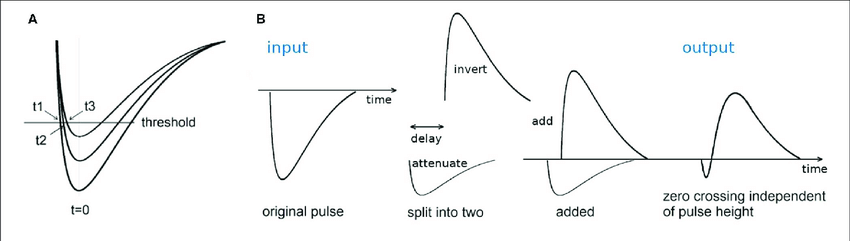 A
t1
t3
t2
threshold
t=0
B
input
time
original pulse
invert
delay
attenuate
split into two
add
added
output
time
zero crossing independent
of pulse height